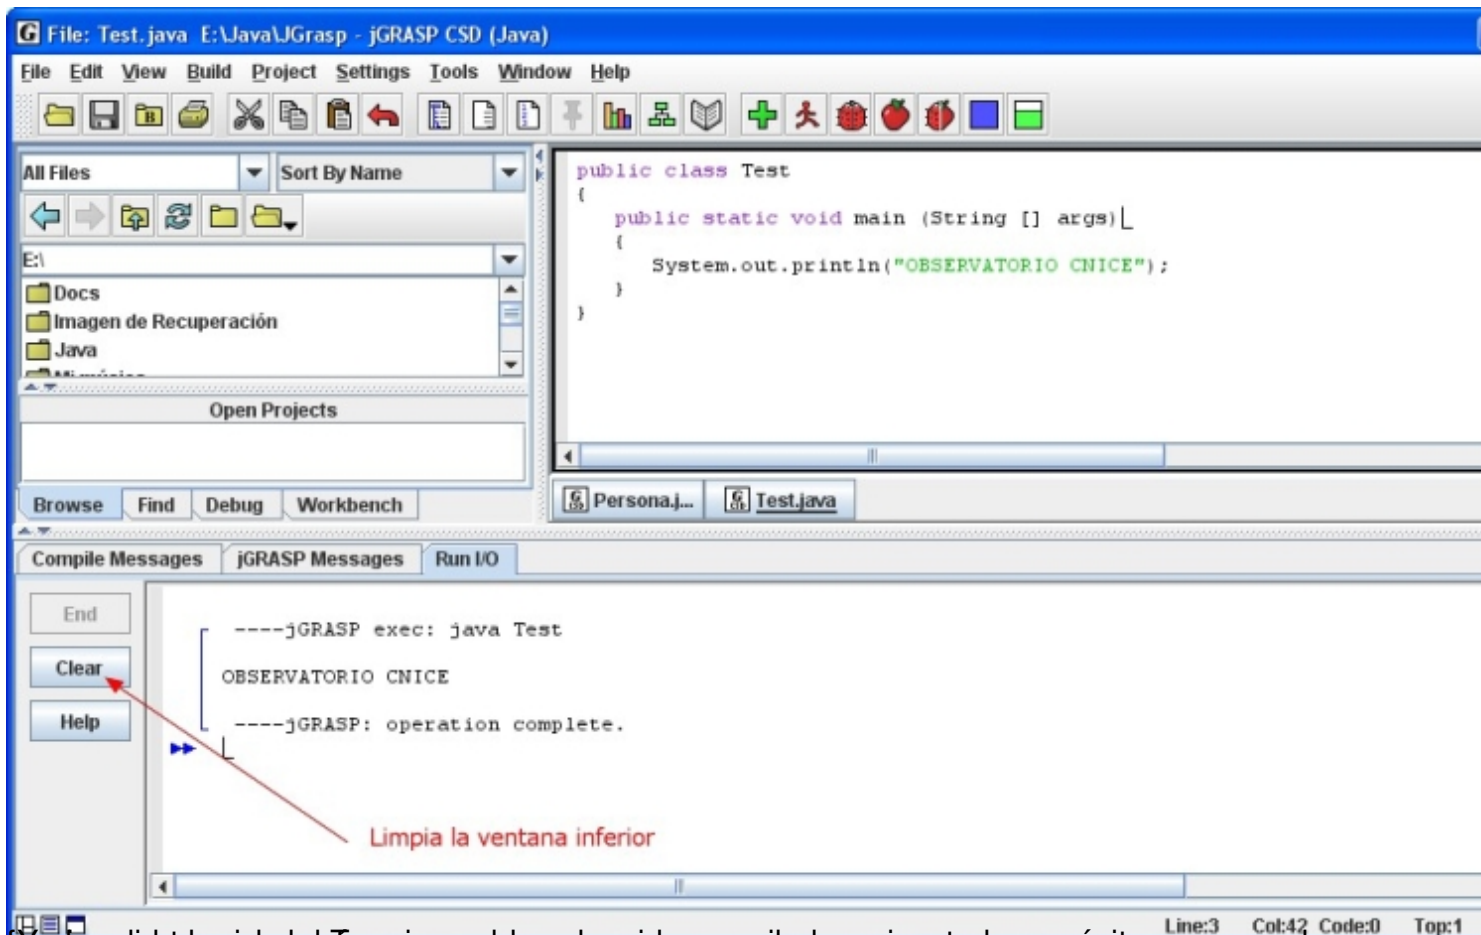 File: Test.java E:\Java\JGrasp - jGRASP CSD (Java)
File Edit View Build Project Settings Tools Window Help
All Files Sort By Name
E:\
Docs
Imagen de Recuperación
Java
Mi música
Open Projects
Browse Find Debug Workbench
public class Test
{
public static void main (String [] args)
{
System.out.println("OBSERVATORIO CNICE");
}
}
Persona.j... Test.java
Compile Messages jGRASP Messages Run I/O
End
Clear
Help
----jGRASP exec: java Test
OBSERVATORIO CNICE
----jGRASP: operation complete.
Limpia la ventana inferior
Line:3 Col:42 Code:0 Top:1